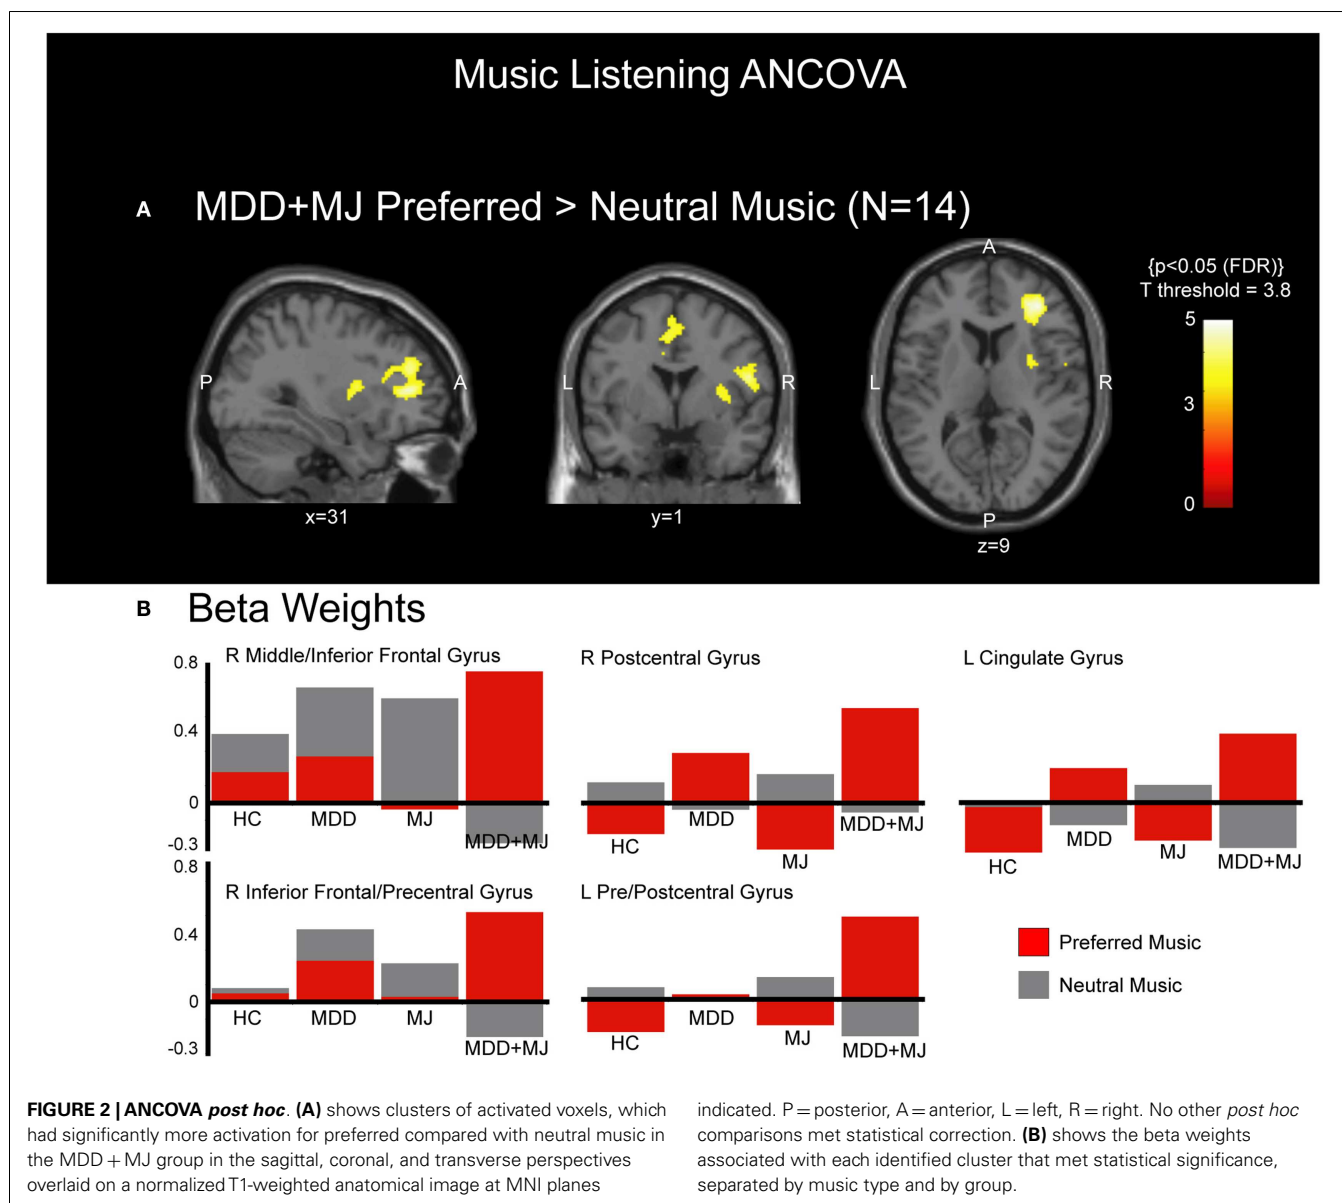 Music Listening ANCOVA
A MDD+MJ Preferred > Neutral Music (N=14)
A
{p<0.05 (FDR)}
T threshold = 3.8
5
P A L R L R
3
0
P
x=31 y=1 z=9
B Beta Weights
R Middle/Inferior Frontal Gyrus
0.8
0.4
0
-0.3
HC MDD MJ MDD+MJ
R Postcentral Gyrus
HC MDD MJ MDD+MJ
L Cingulate Gyrus
HC MDD MJ MDD+MJ
R Inferior Frontal/Precentral Gyrus
0.8
0.4
0
-0.3
HC MDD MJ MDD+MJ
L Pre/Postcentral Gyrus
HC MDD MJ MDD+MJ
Preferred Music
Neutral Music
FIGURE 2 | ANCOVA post hoc. (A) shows clusters of activated voxels, which
had significantly more activation for preferred compared with neutral music in
the MDD + MJ group in the sagittal, coronal, and transverse perspectives
overlaid on a normalized T1-weighted anatomical image at MNI planes
indicated. P = posterior, A = anterior, L = left, R = right. No other post hoc
comparisons met statistical correction. (B) shows the beta weights
associated with each identified cluster that met statistical significance,
separated by music type and by group.